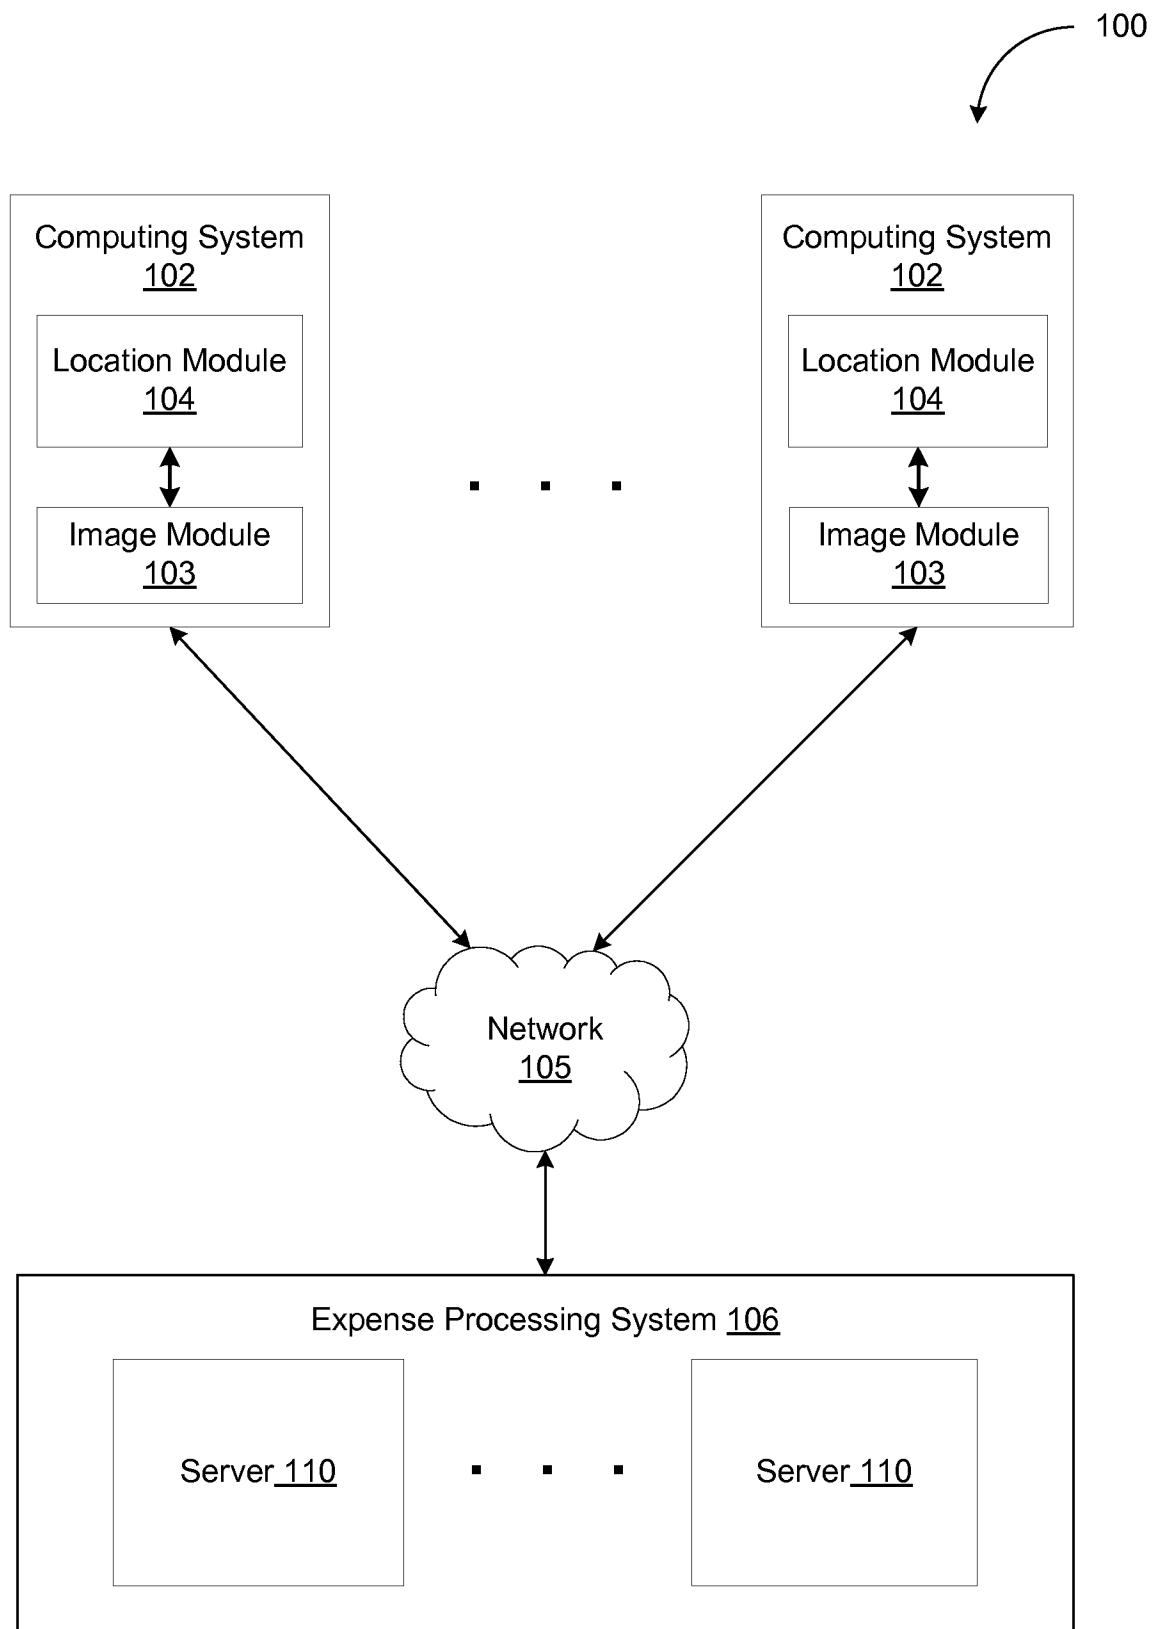 100
Computing System
102
Location Module
104
Image Module
103
Computing System
102
Location Module
104
Image Module
103
Network
105
Expense Processing System 106
Server 110
Server 110